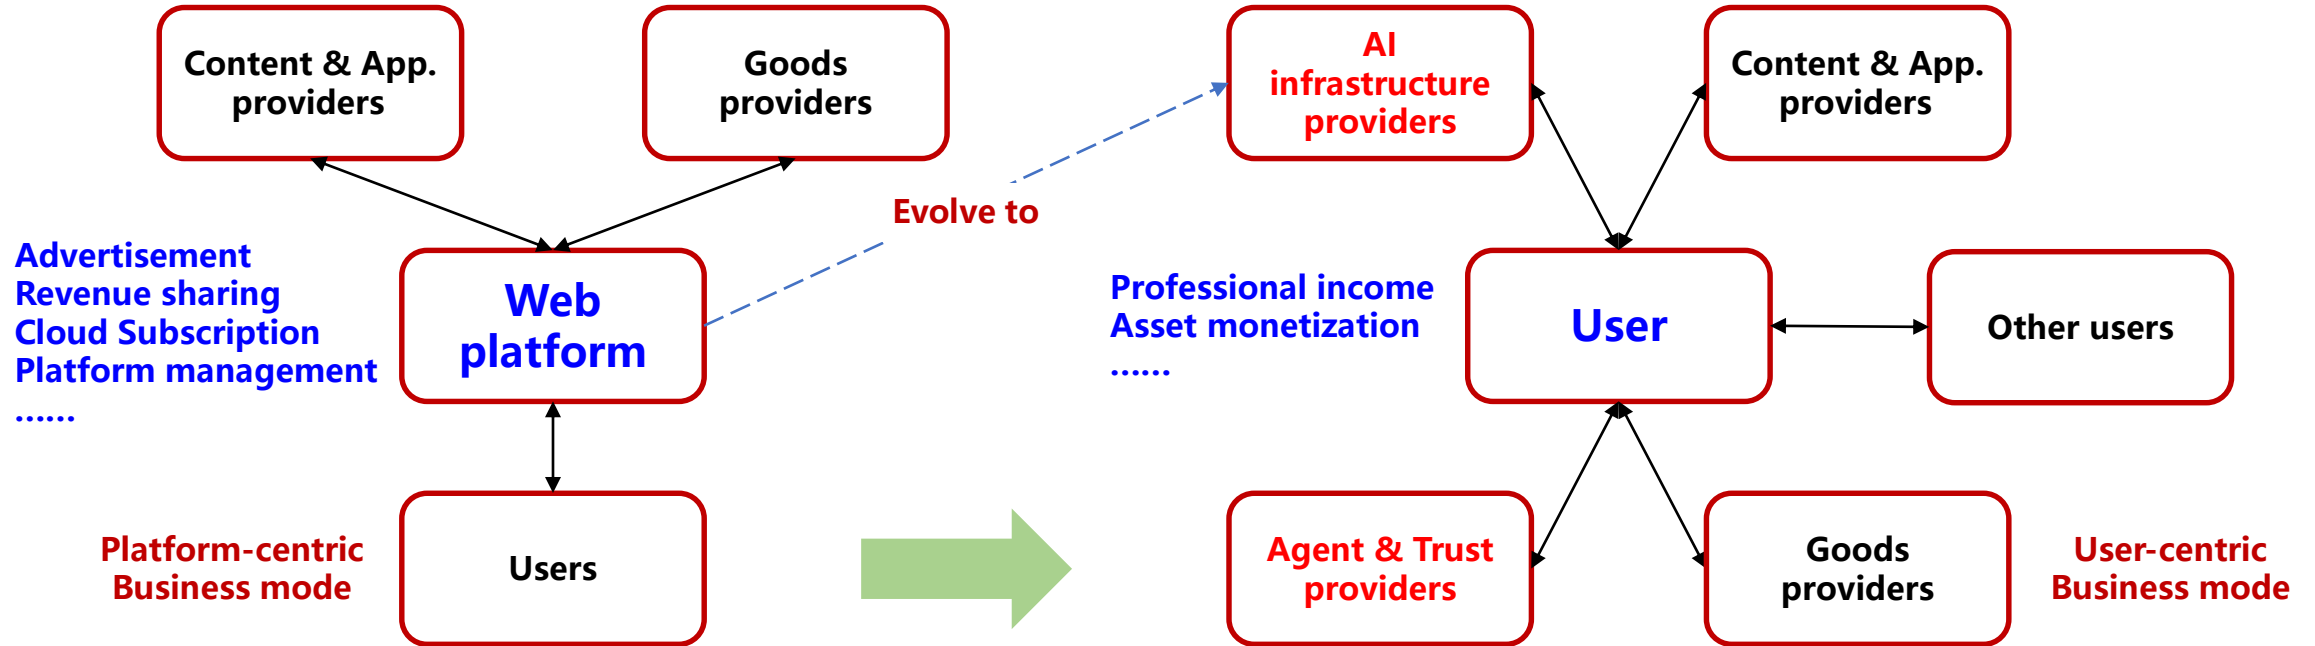 Content & App.
providers
Goods
providers
Advertisement
Revenue sharing
Cloud Subscription
Platform management
......
Web
platform
Platform-centric
Business mode
Users
Evolve to
AI
infrastructure
providers
Content & App.
providers
Professional income
Asset monetization
......
User
Other users
Agent & Trust
providers
Goods
providers
User-centric
Business mode